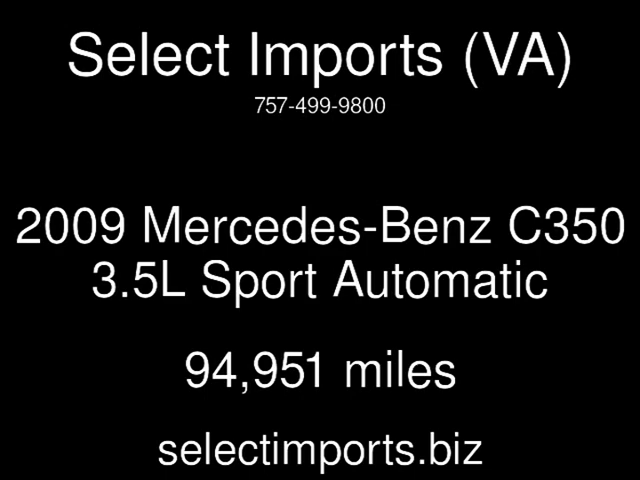 Select Imports (VA)
757-499-9800
2009 Mercedes-Benz C350
3.5L Sport Automatic
94,951 miles
selectimports.biz